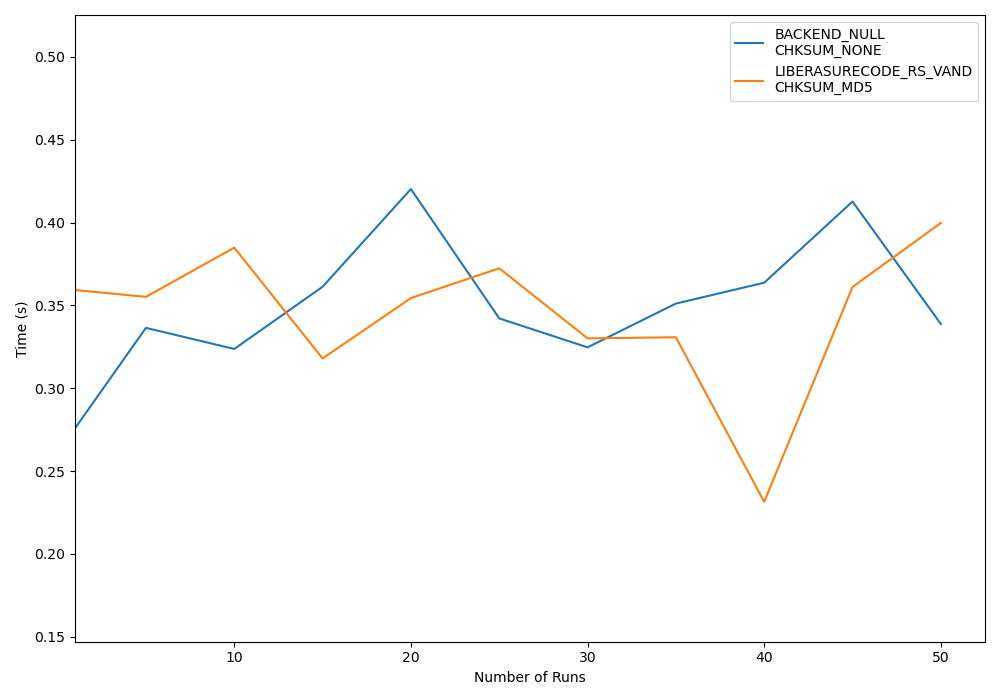 BACKEND_NULL
CHKSUM_NONE
LIBERASURECODE_RS_VAND
CHKSUM_MD5
0.50
0.45
0.40
0.35
0.30
0.25
0.20
0.15
Time (s)
10 20 30 40 50
Number of Runs